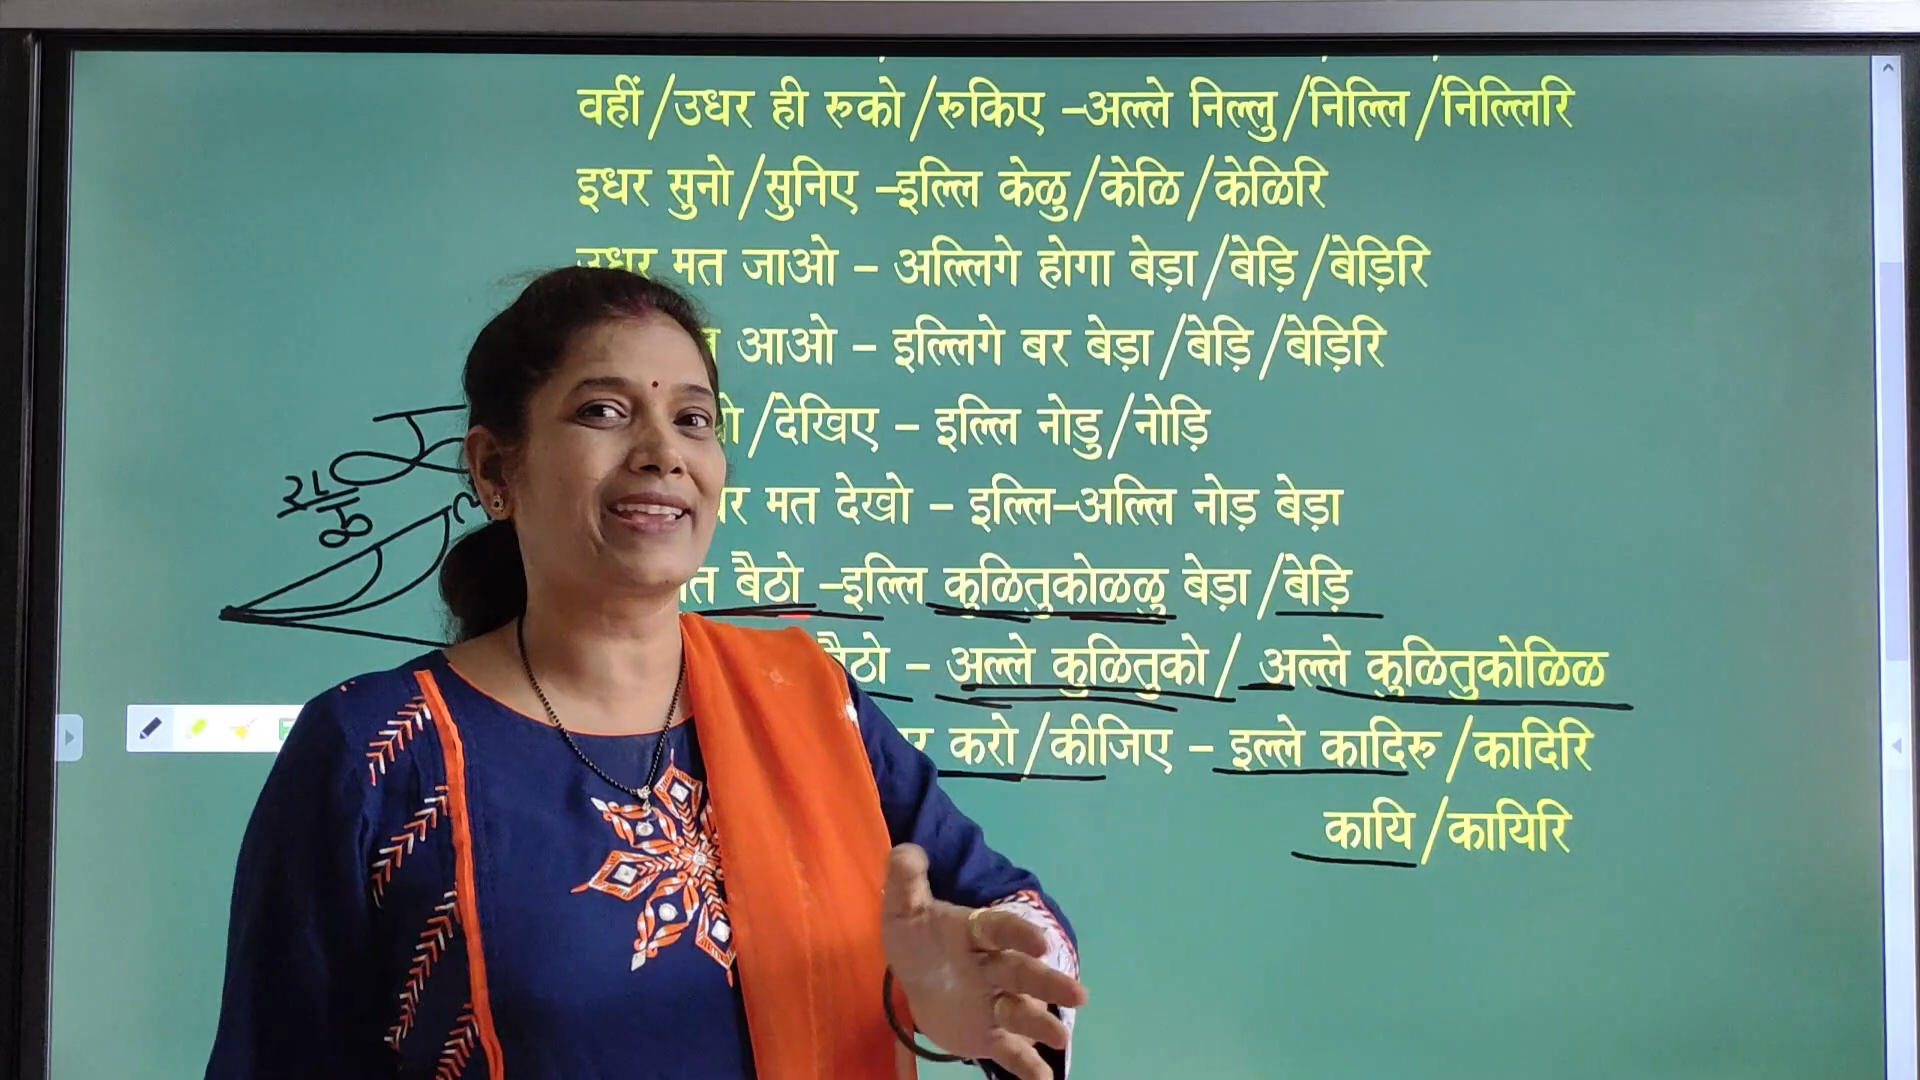 वहीं/उधर ही रुको/रुकिए -अल्ले निल्लु/निल्लि/निल्लिरि
इधर सुनो/सुनिए -इल्लि केळु/केळि/केळिरि
उधर मत जाओ - अल्लिगे होगा बेड़ा/बेड़ि/बेड़िरि
आओ - इल्लिगे बर बेड़ा/बेड़ि/बेड़िरि
/देखिए - इल्लि नोडु/नोड़ि
मत देखो - इल्लि-अल्लि नोड़ बेड़ा
बैठो -इल्लि कुळितुकोळळु बेड़ा/बेड़ि
बैठो - अल्ले कुळितुको/ अल्ले कुळितुकोळिळ
करो/कीजिए - इल्ले कादिरू/कादिरि
कायि/कायिरि